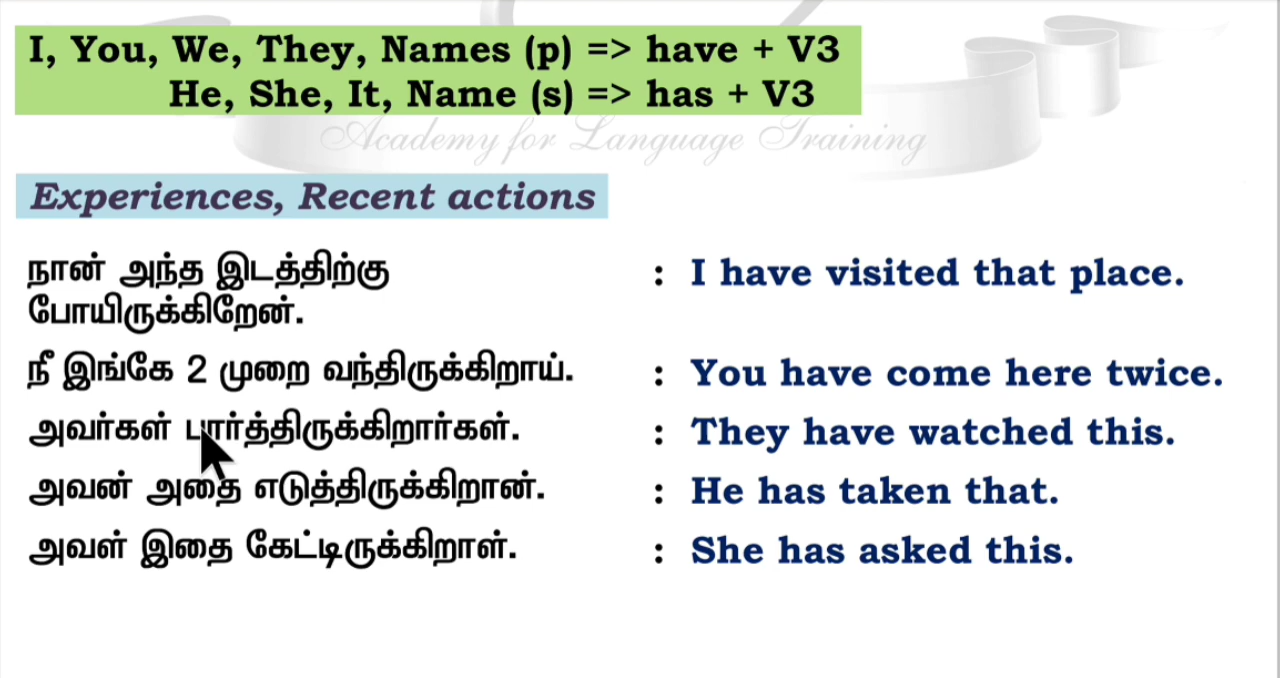 I, You, We, They, Names (p) => have + V3
He, She, It, Name (s) => has + V3
Academy for Language Training
Experiences, Recent actions
நான் அந்த இடத்திற்கு போயிருக்கிறேன். : I have visited that place.
நீ இங்கே 2 முறை வந்திருக்கிறாய். : You have come here twice.
அவர்கள் பார்த்திருக்கிறார்கள். : They have watched this.
அவன் அதை எடுத்திருக்கிறான். : He has taken that.
அவள் இதை கேட்டிருக்கிறாள். : She has asked this.